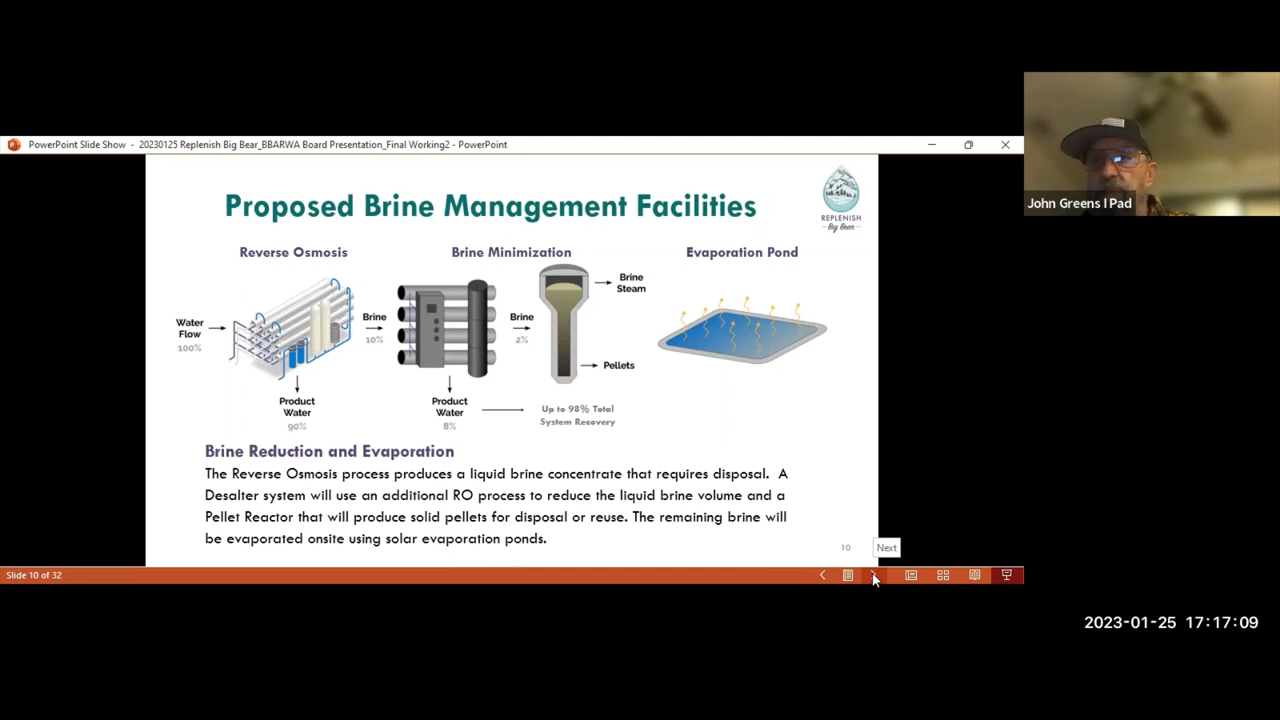 PowerPoint Slide Show - 20230125 Replenish Big Bear_BBARWA Board Presentation_Final Working2 - PowerPoint
Proposed Brine Management Facilities
REPLENISH
Big Bear
Reverse Osmosis
Brine Minimization
Evaporation Pond
Water
Flow
100%
Brine
10%
Brine
2%
Brine
Steam
Pellets
Product
Water
90%
Product
Water
8%
Up to 98% Total
System Recovery
Brine Reduction and Evaporation
The Reverse Osmosis process produces a liquid brine concentrate that requires disposal. A
Desalter system will use an additional RO process to reduce the liquid brine volume and a
Pellet Reactor that will produce solid pellets for disposal or reuse. The remaining brine will
be evaporated onsite using solar evaporation ponds.
10
Next
Slide 10 of 32
John Greens I Pad
2023-01-25 17:17:09